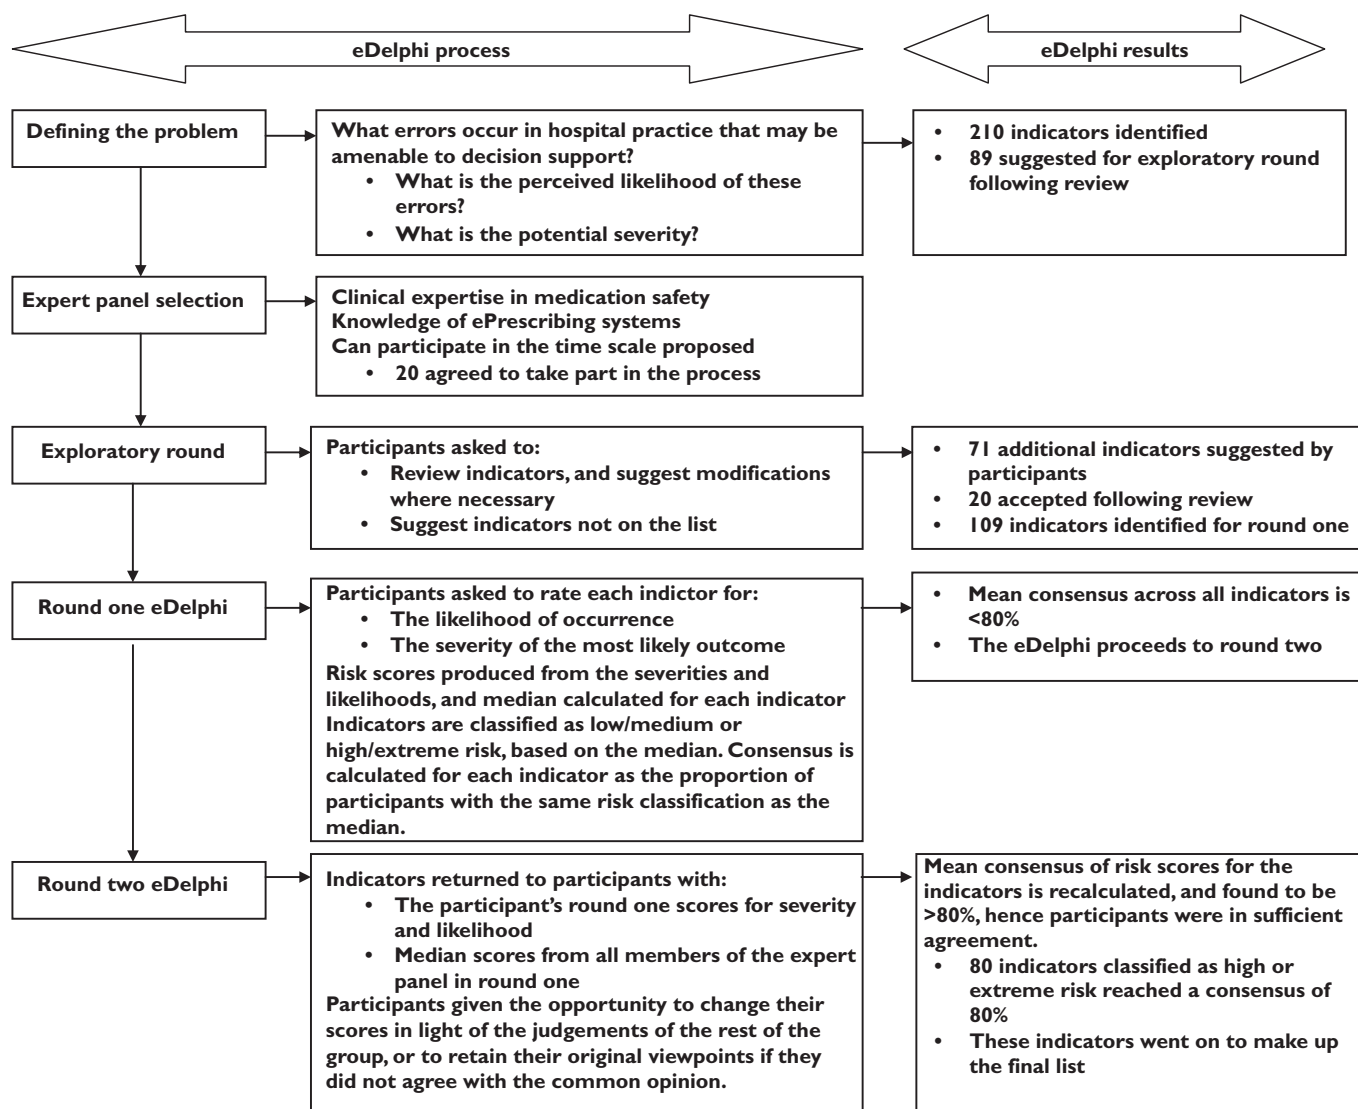 eDelphi process
eDelphi results
Defining the problem
What errors occur in hospital practice that may be
amenable to decision support?
• What is the perceived likelihood of these
errors?
• What is the potential severity?
• 210 indicators identified
• 89 suggested for exploratory round
following review
Expert panel selection
Clinical expertise in medication safety
Knowledge of ePrescribing systems
Can participate in the time scale proposed
• 20 agreed to take part in the process
Exploratory round
Participants asked to:
• Review indicators, and suggest modifications
where necessary
• Suggest indicators not on the list
• 71 additional indicators suggested by
participants
• 20 accepted following review
• 109 indicators identified for round one
Round one eDelphi
Participants asked to rate each indictor for:
• The likelihood of occurrence
• The severity of the most likely outcome
Risk scores produced from the severities and
likelihoods, and median calculated for each indicator
Indicators are classified as low/medium or
high/extreme risk, based on the median. Consensus is
calculated for each indicator as the proportion of
participants with the same risk classification as the
median.
• Mean consensus across all indicators is
<80%
• The eDelphi proceeds to round two
Round two eDelphi
Indicators returned to participants with:
• The participant's round one scores for severity
and likelihood
• Median scores from all members of the expert
panel in round one
Participants given the opportunity to change their
scores in light of the judgements of the rest of the
group, or to retain their original viewpoints if they
did not agree with the common opinion.
Mean consensus of risk scores for the
indicators is recalculated, and found to be
>80%, hence participants were in sufficient
agreement.
• 80 indicators classified as high or
extreme risk reached a consensus of
80%
• These indicators went on to make up
the final list